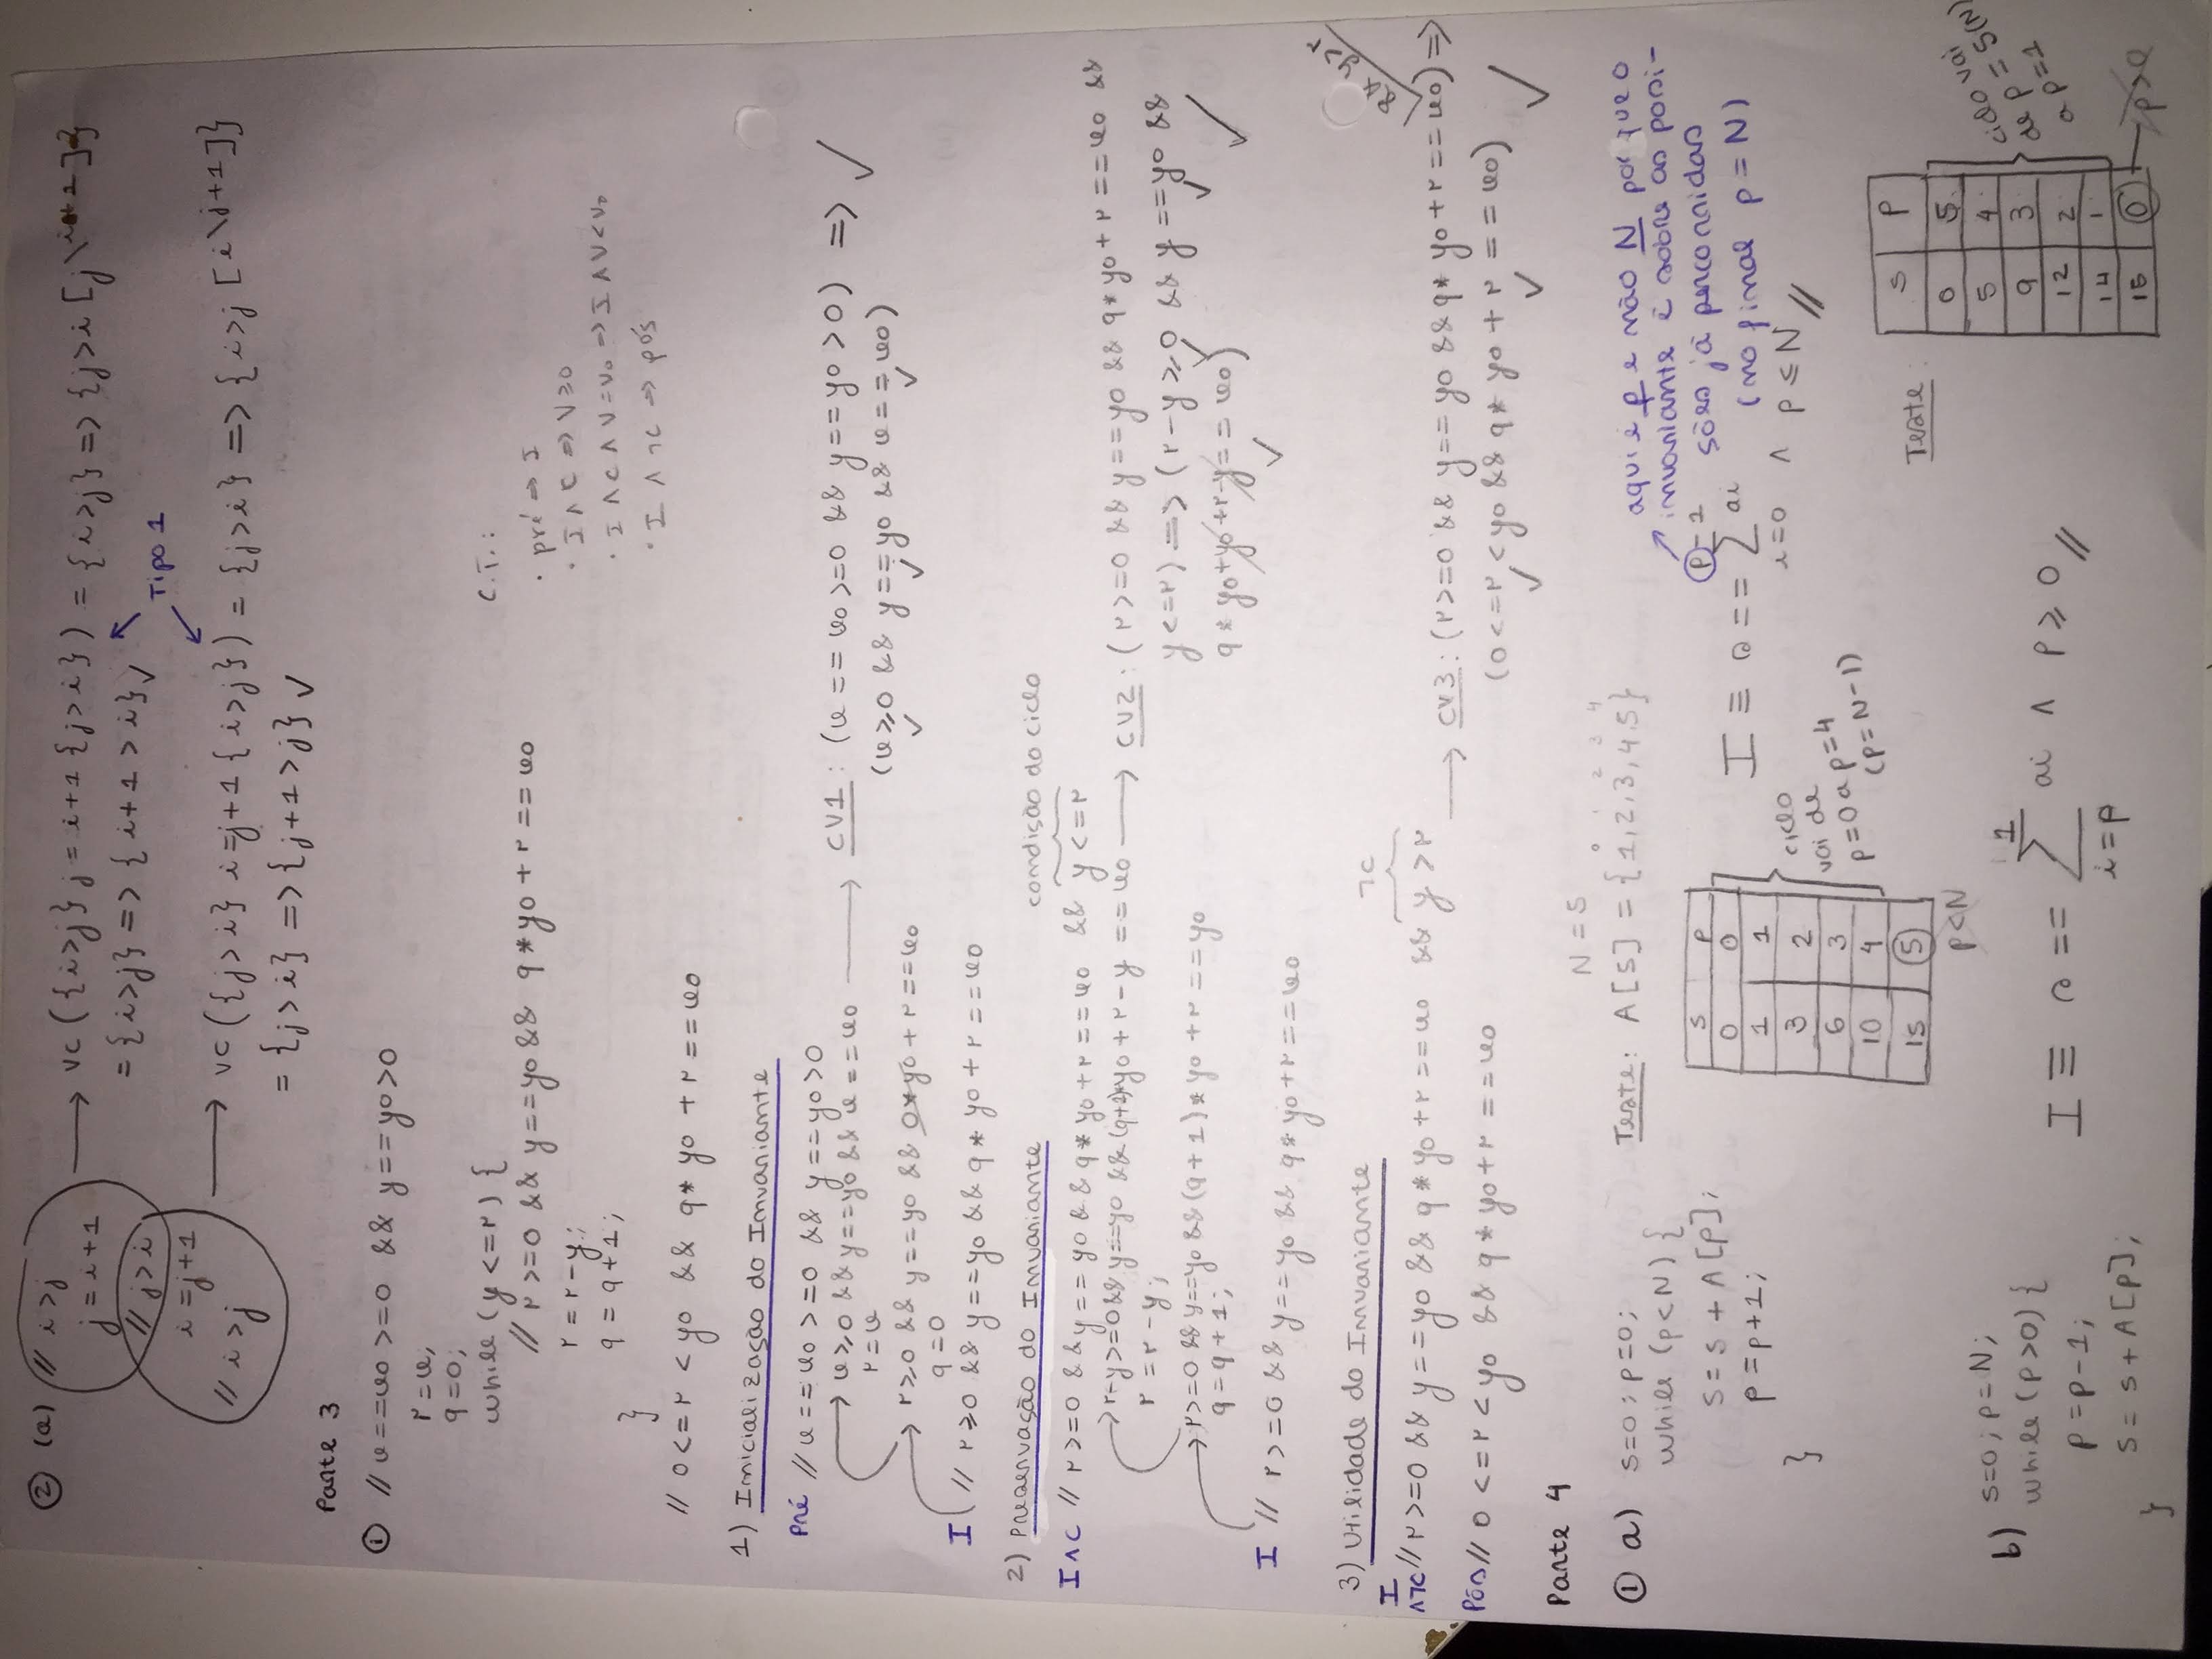 ② (a) // i>j
j = i+1 → VC ({i>j} j = i+1 {j>i}) = {i>j} => {j>i [j\i+1]}
= {i>j} => {i+1 > i} ✓
// j>i
Tipo 1
i = j+1
// i>j → VC ({j>i} i=j+1 {i>j}) = {j>i} => {i>j [i\j+1]}
= {j>i} => {j+1>j} ✓
Parte 3
① // x==x0 >=0 && y==y0>0
r = x;
q = 0;
while (y <= r) {
// r >=0 && y==y0 && q*y0 + r == x0
r = r-y;
q = q+1;
}
// 0 <= r < y0 && q* y0 + r == x0
C.T.:
• pré => I
• I ∧ C => V≥0
• I ∧ C ∧ V=V0 => I ∧ V<V0
• I ∧ ¬C => pós
1) Inicialização do Invariante
Pré // x == x0 >=0 && y==y0>0
x≥0 && y==y0 && x == x0 → CV1: (x == x0 >=0 && y==y0 > 0) => ✓
r = x
(x≥0 && y==y0 && x == x0)
r≥0 && y==y0 && 0*y0 + r == x0
q = 0
I // r≥0 && y==y0 && q* y0 + r == x0
2) Preservação do Invariante
condição do ciclo
I∧C // r>=0 && y==y0 && q*y0+r==x0 && y<=r
r-y>=0 && y==y0 && (q+1)*y0 + r-y == x0 → CV2: (r>=0 && y==y0 && q*y0 + r == x0 &&
r = r-y;
y<=r) => (r-y≥0 && y==y0 &&
r>=0 && y==y0 && (q+1)*y0 + r == y0
q = q+1;
q*y0+y0+r-y == x0) ✓
I // r>=0 && y==y0 && q*y0+r==x0
3) Utilidade do Invariante
¬C
I
∧¬C // r>=0 && y==y0 && q*y0+r==x0 && y>r
&& y>r
→ CV3: (r>=0 && y==y0 && q* y0+r==x0) =>
Pós // 0<=r<y0 && q*y0+r == x0
(0<=r<y0 && q* y0 + r == x0) ✓
Parte 4
① a) s=0; p=0;
while (p<N) {
s = s + A[p];
p = p+1;
}
N = 5
0 1 2 3 4
Teste: A[5] = {1,2,3,4,5}
s p
0 0
1 1
3 2
6 3
10 4
15 5
p<N
ciclo
vai de
p=0 a p=4
(p=N-1)
I ≡ s == p-1 ∑ i=0 ai ∧ p ≤ N //
aqui é p e não N porque o
invariante é sobre as posi-
sões já percorridas
(no final p = N)
b) s=0; p=N;
while (p>0) {
p = p-1;
s = s+A[p];
}
I ≡ s == 1 ∑ i=p ai ∧ p ≥ 0 //
Teste:
s p
0 5
5 4
9 3
12 2
14 1
15 0
p>0
ciclo vai
de p = 5(N)
a p=1